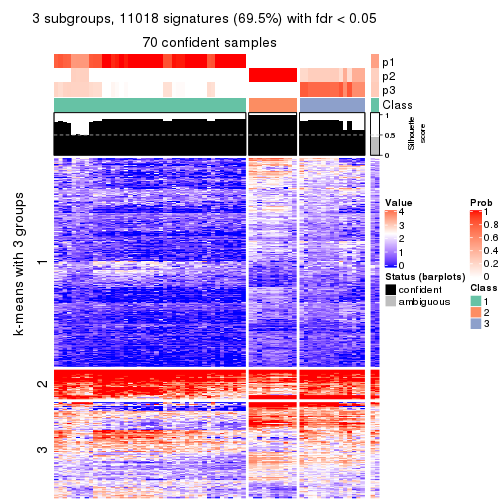 3 subgroups, 11018 signatures (69.5%) with fdr < 0.05
70 confident samples
p1
p2
p3
Class
1
0.5
0
Silhouette
score
k-means with 3 groups
1
2
3
Value
4
3
2
1
0
Status (barplots)
confident
ambiguous
Prob
1
0.8
0.6
0.4
0.2
0
Class
1
2
3